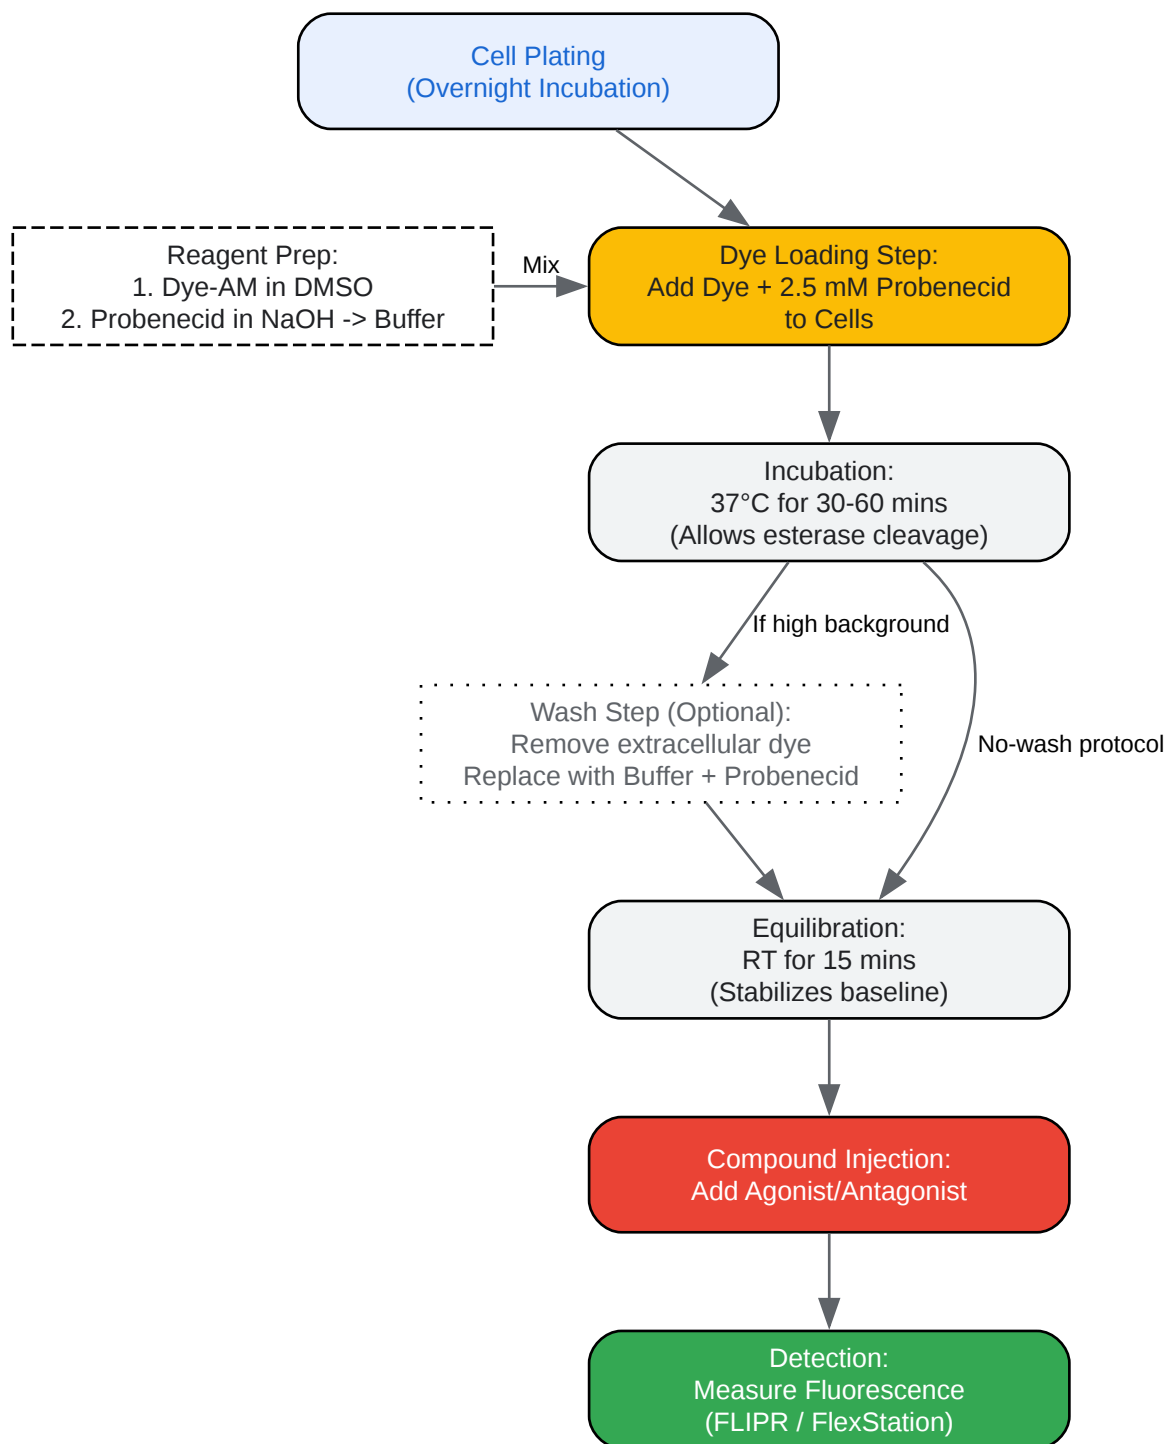 Cell Plating
(Overnight Incubation)
Reagent Prep:
1. Dye-AM in DMSO
2. Probenecid in NaOH -> Buffer
Mix
Dye Loading Step:
Add Dye + 2.5 mM Probenecid
to Cells
Incubation:
37°C for 30-60 mins
(Allows esterase cleavage)
If high background
Wash Step (Optional):
Remove extracellular dye
Replace with Buffer + Probenecid
No-wash protocol
Equilibration:
RT for 15 mins
(Stabilizes baseline)
Compound Injection:
Add Agonist/Antagonist
Detection:
Measure Fluorescence
(FLIPR / FlexStation)